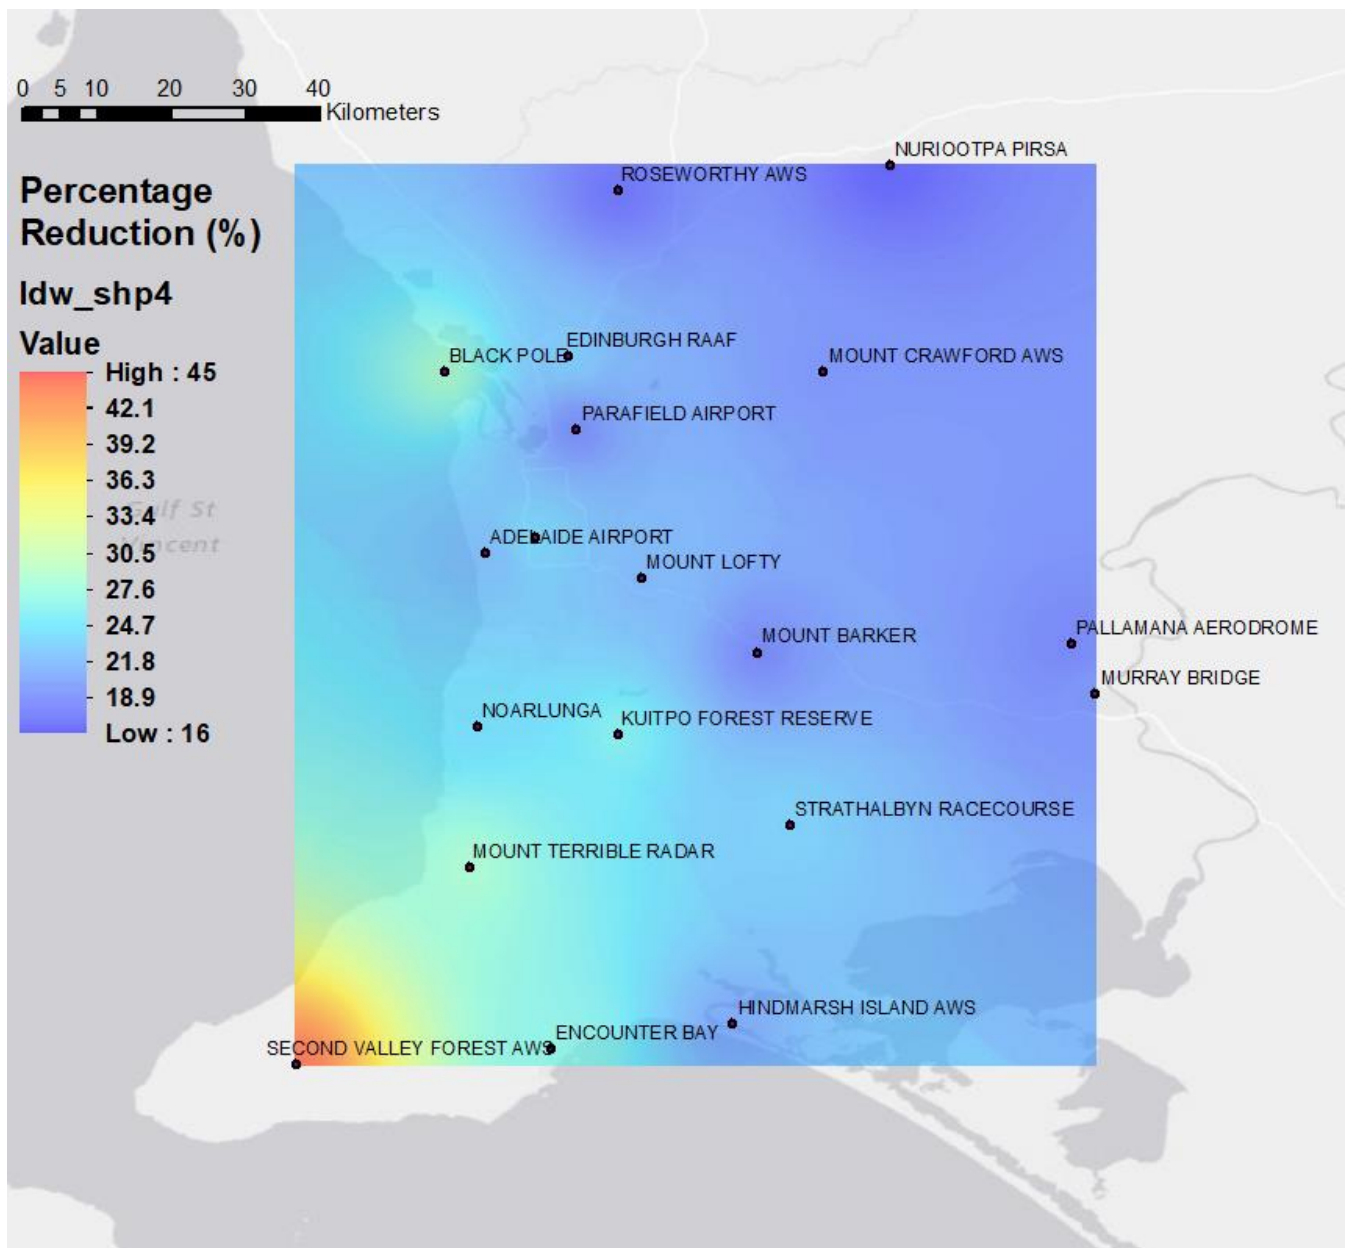 0 5 10 20 30 40
Kilometers
NURIOOTPA PIRSA
ROSEWORTHY AWS
Percentage
Reduction (%)
Idw_shp4
Value
High : 45
42.1
39.2
36.3
33.4
30.5
27.6
24.7
21.8
18.9
Low : 16
Gulf St
Vincent
EDINBURGH RAAF
BLACK POLE
MOUNT CRAWFORD AWS
PARAFIELD AIRPORT
ADELAIDE AIRPORT
MOUNT LOFTY
MOUNT BARKER
PALLAMANA AERODROME
MURRAY BRIDGE
NOARLUNGA
KUITPO FOREST RESERVE
STRATHALBYN RACECOURSE
MOUNT TERRIBLE RADAR
HINDMARSH ISLAND AWS
ENCOUNTER BAY
SECOND VALLEY FOREST AWS